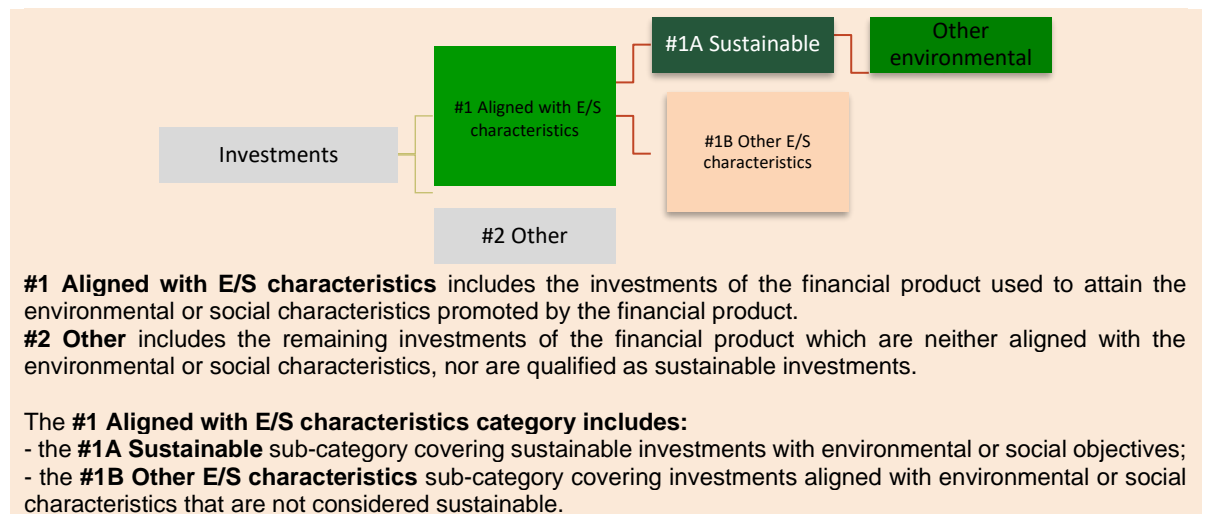 #1A Sustainable
Other
environmental
#1 Aligned with E/S
characteristics
#1B Other E/S
characteristics
Investments
#2 Other
#1 Aligned with E/S characteristics includes the investments of the financial product used to attain the
environmental or social characteristics promoted by the financial product.
#2 Other includes the remaining investments of the financial product which are neither aligned with the
environmental or social characteristics, nor are qualified as sustainable investments.
The #1 Aligned with E/S characteristics category includes:
- the #1A Sustainable sub-category covering sustainable investments with environmental or social objectives;
- the #1B Other E/S characteristics sub-category covering investments aligned with environmental or social
characteristics that are not considered sustainable.